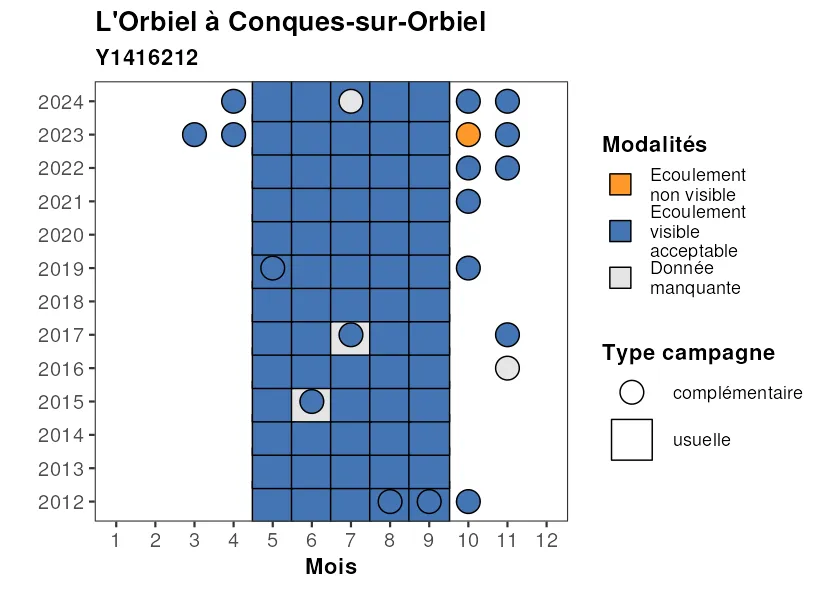 L'Orbiel à Conques-sur-Orbiel
Y1416212
2024
2023
2022
2021
2020
2019
2018
2017
2016
2015
2014
2013
2012
1 2 3 4 5 6 7 8 9 10 11 12
Mois
Modalités
Ecoulement
non visible
Ecoulement
visible
acceptable
Donnée
manquante
Type campagne
complémentaire
usuelle